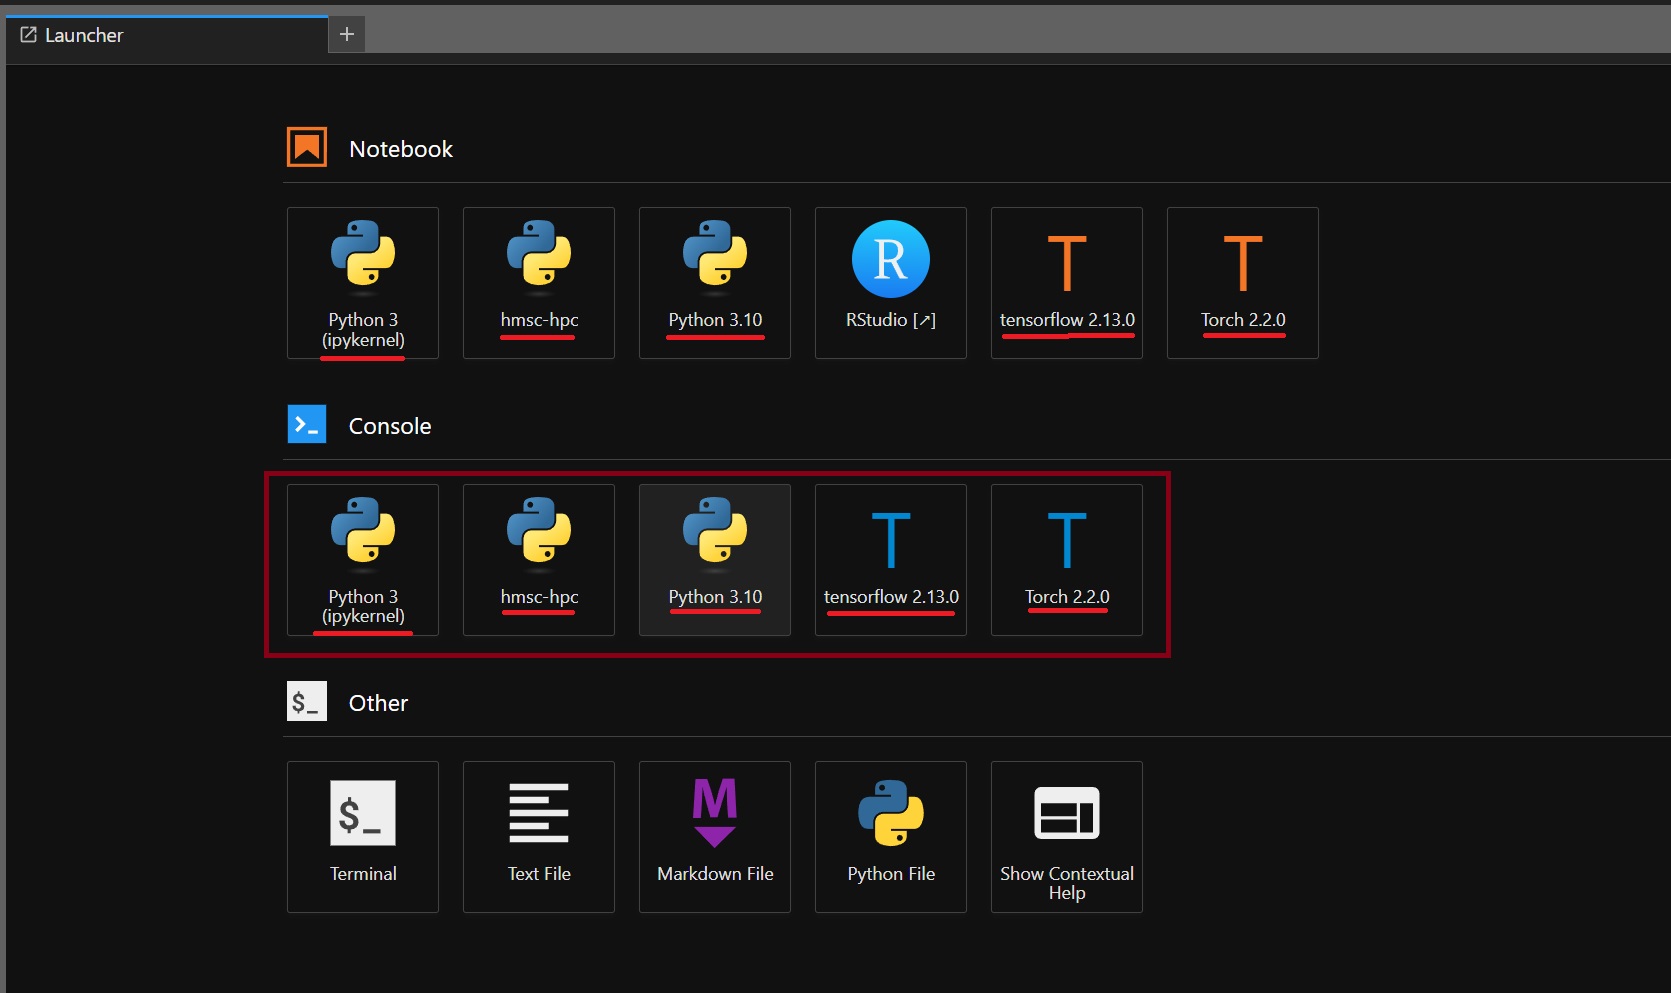 Launcher
Notebook
Python 3
(ipykernel)
hmsc-hpc
Python 3.10
R
RStudio [↗]
T
tensorflow 2.13.0
T
Torch 2.2.0
>_
Console
Python 3
(ipykernel)
hmsc-hpc
Python 3.10
T
tensorflow 2.13.0
T
Torch 2.2.0
$_
Other
$_
Terminal
Text File
M
Markdown File
Python File
Show Contextual
Help